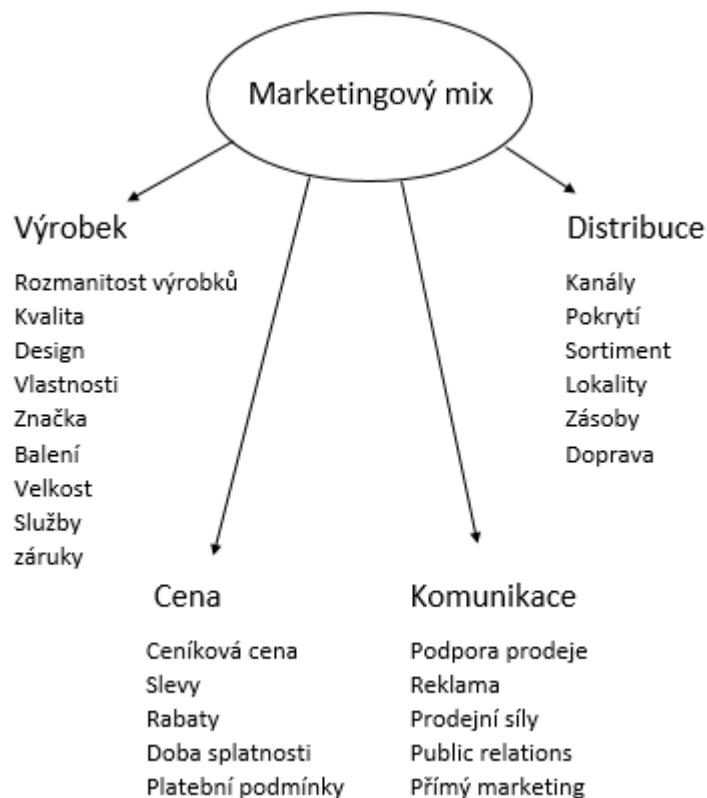 Marketingový mix
Výrobek
Rozmanitost výrobků
Kvalita
Design
Vlastnosti
Značka
Balení
Velkost
Služby
záruky
Distribuce
Kanály
Pokrytí
Sortiment
Lokality
Zásoby
Doprava
Cena
Ceníková cena
Slevy
Rabaty
Doba splatnosti
Platební podmínky
Komunikace
Podpora prodeje
Reklama
Prodejní síly
Public relations
Přímý marketing